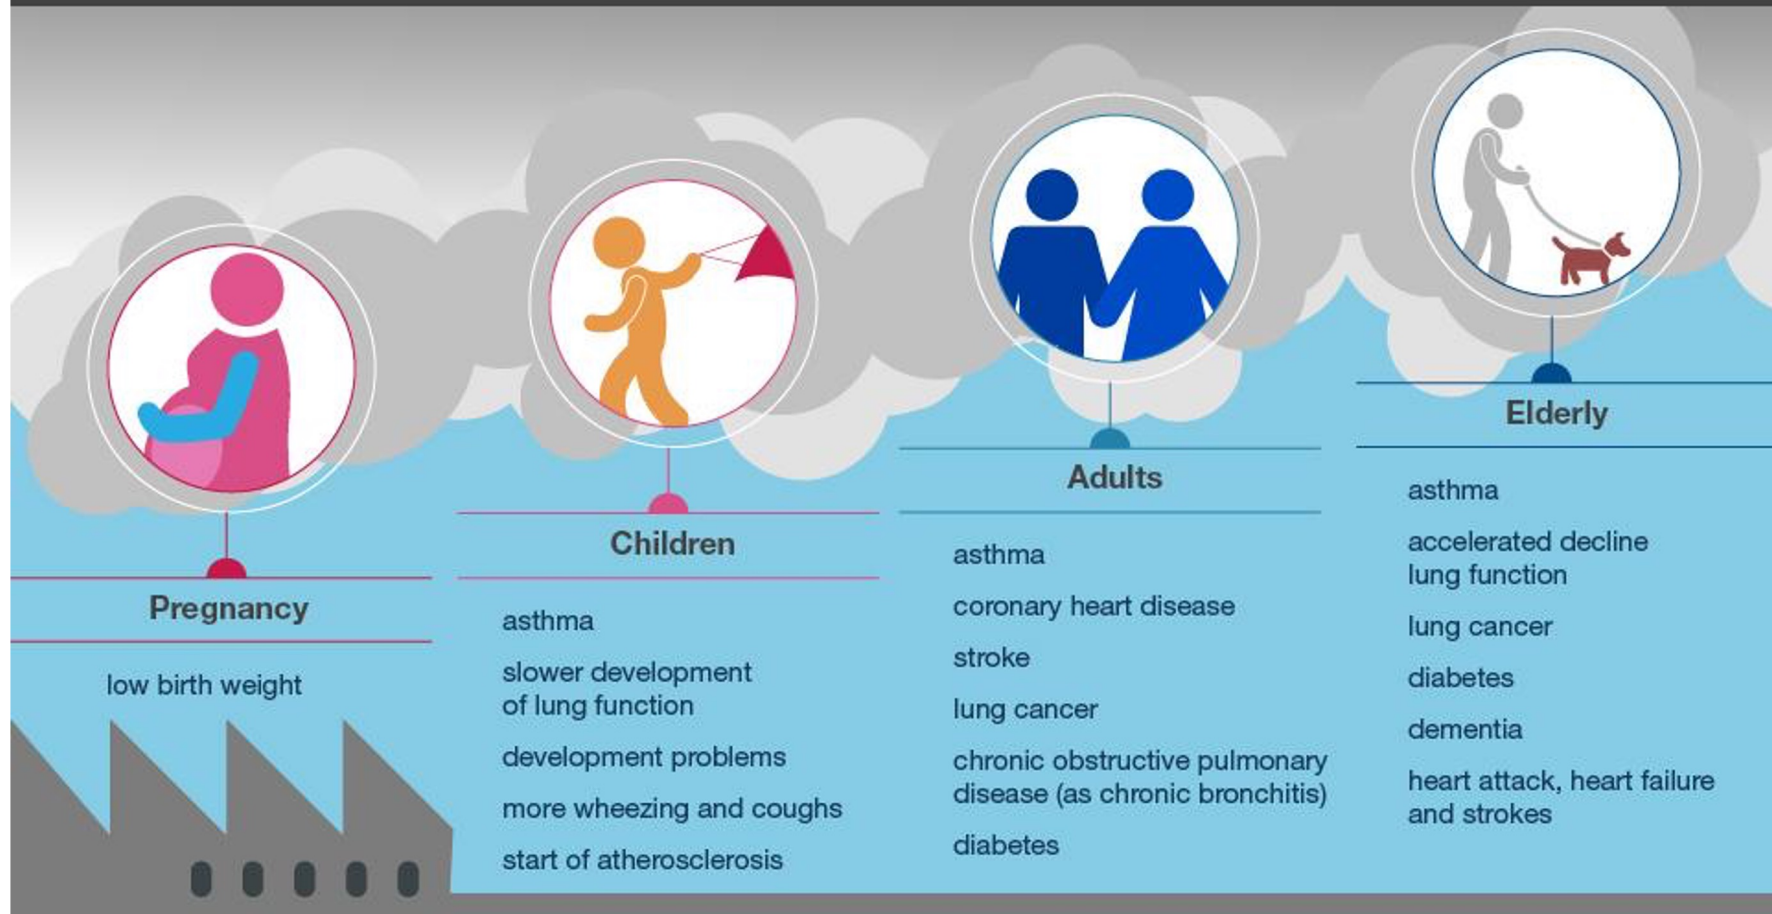 Pregnancy
low birth weight
Children
asthma
slower development
of lung function
development problems
more wheezing and coughs
start of atherosclerosis
Adults
asthma
coronary heart disease
stroke
lung cancer
chronic obstructive pulmonary
disease (as chronic bronchitis)
diabetes
Elderly
asthma
accelerated decline
lung function
lung cancer
diabetes
dementia
heart attack, heart failure
and strokes